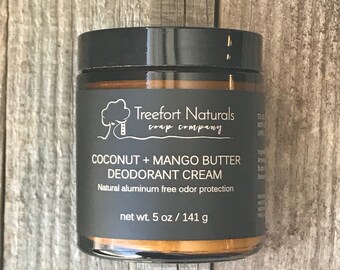 Treefort Naturals
soap company
COCONUT + MANGO BUTTER
DEODORANT CREAM
Natural aluminum free odor protection
net wt. 5 oz / 141 g